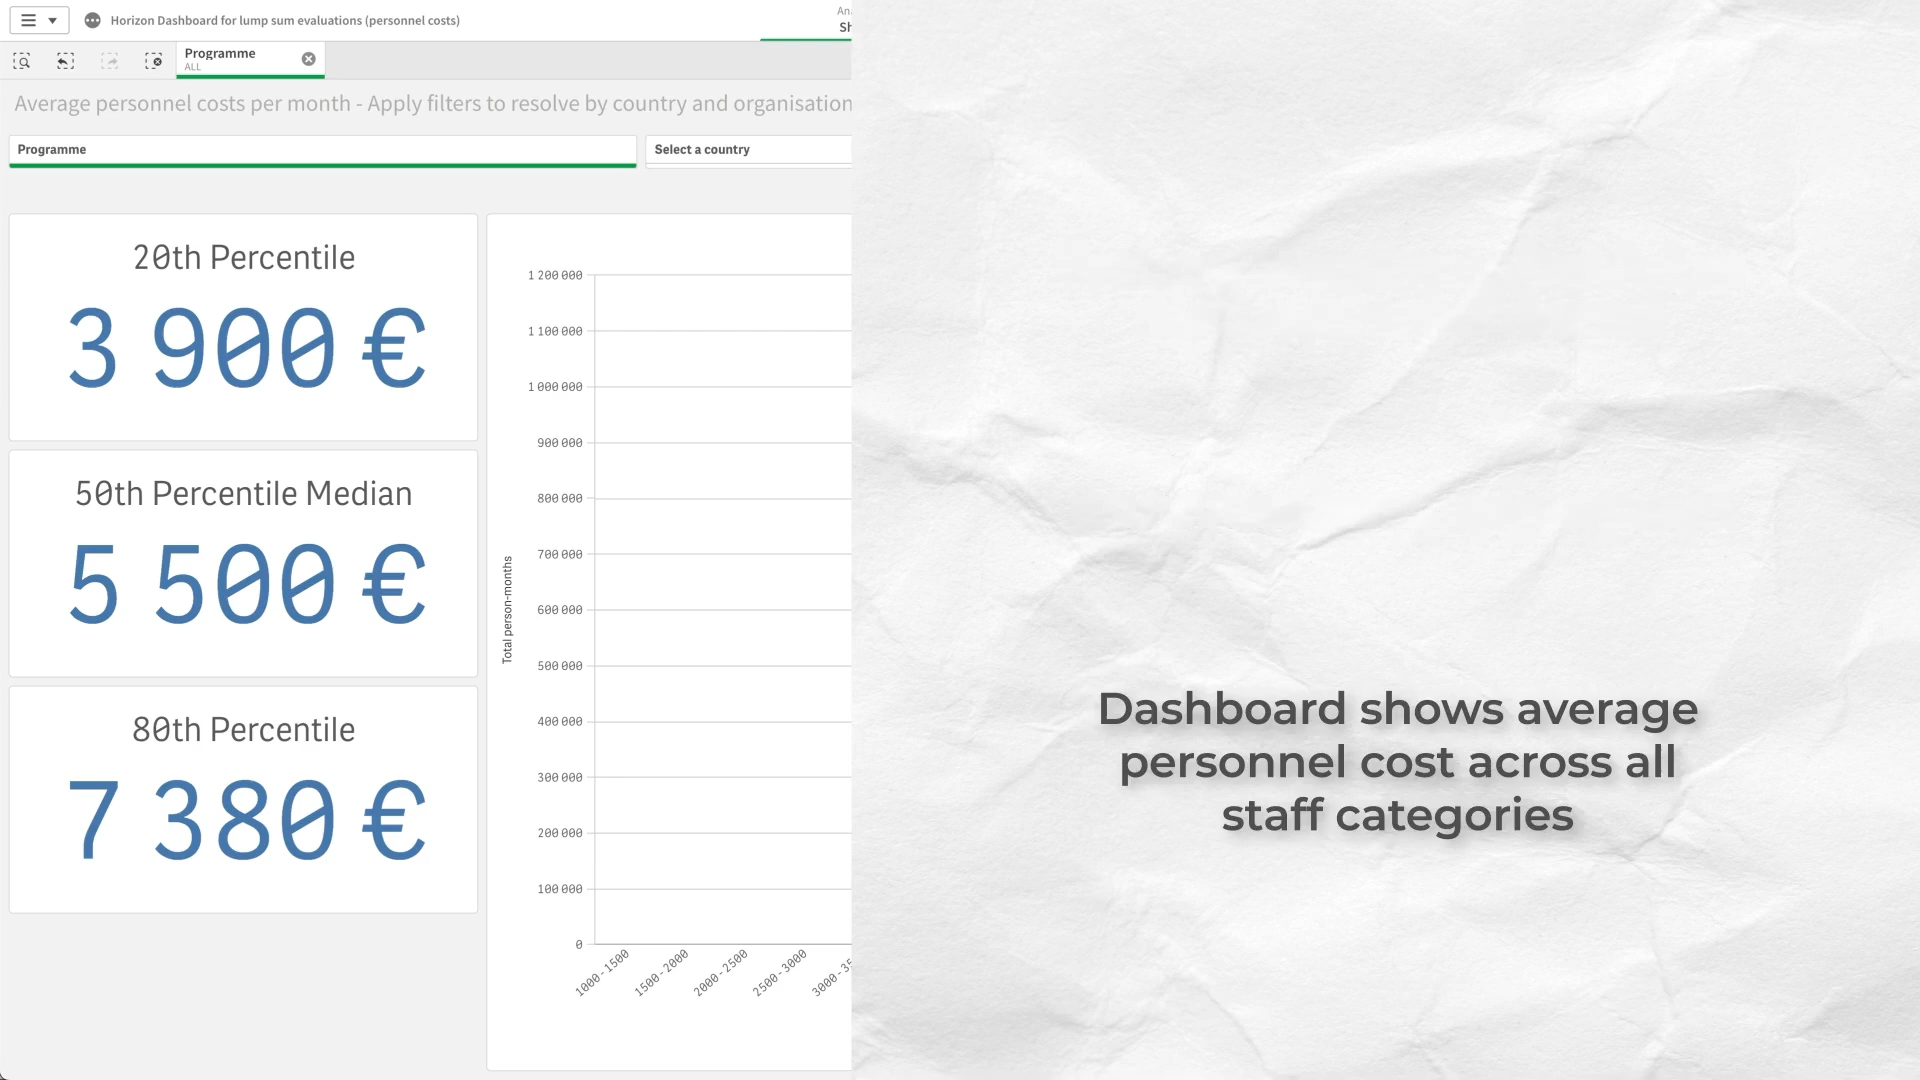 Horizon Dashboard for lump sum evaluations (personnel costs)
Programme
ALL
Average personnel costs per month - Apply filters to resolve by country and organisation
Programme
Select a country
20th Percentile
3 900 €
50th Percentile Median
5 500 €
80th Percentile
7 380 €
Total person-months
1 200 000
1 100 000
1 000 000
900 000
800 000
700 000
600 000
500 000
400 000
300 000
200 000
100 000
0
1000-1500
1500-2000
2000-2500
2500-3000
Dashboard shows average
personnel cost across all
staff categories